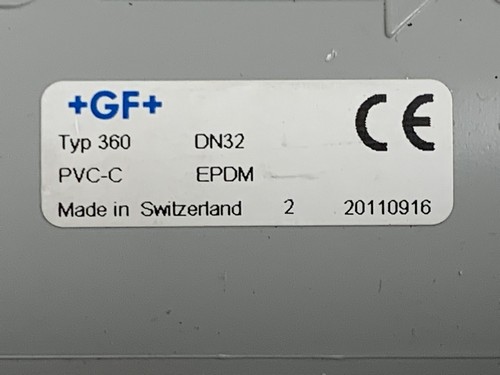 +GF+ CE
Typ 360 DN32
PVC-C EPDM
Made in Switzerland 2 20110916